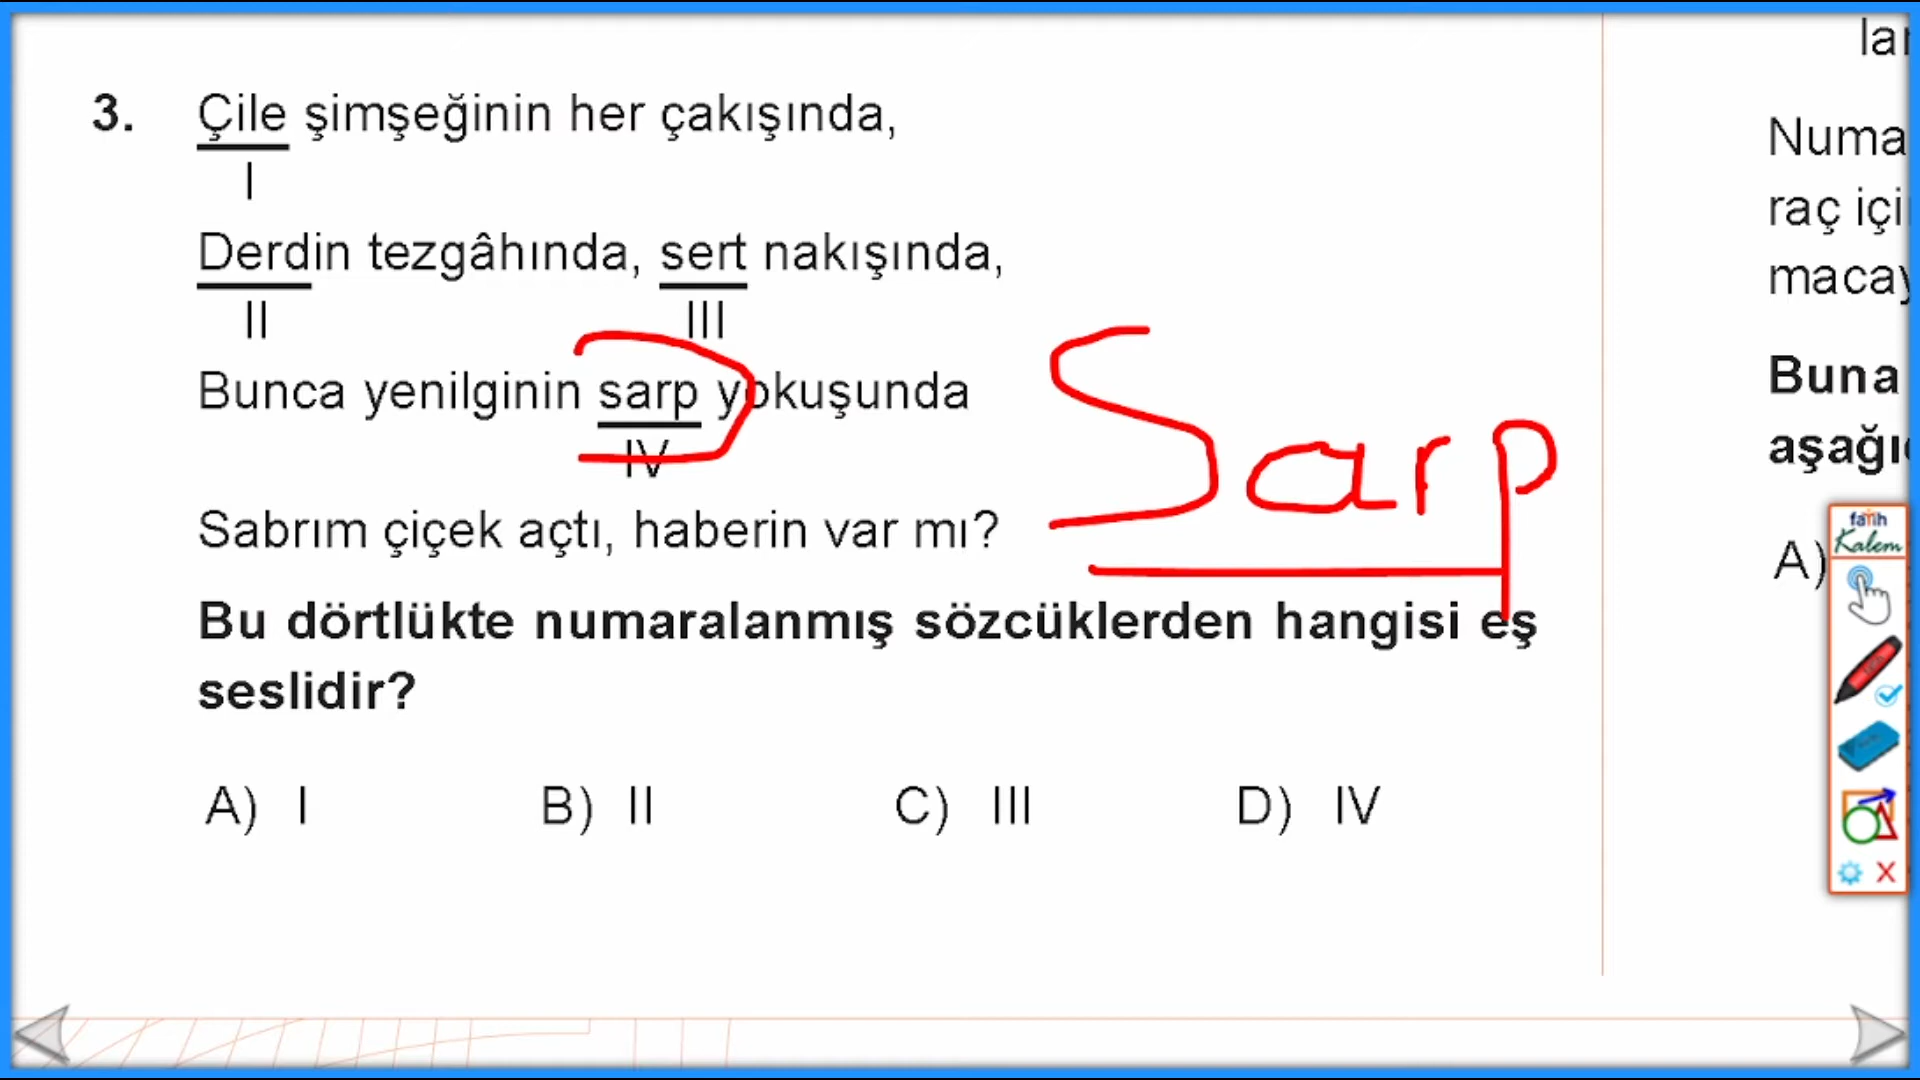 3. Çile şimşeğinin her çakışında,
I
Derdin tezgâhında, sert nakışında,
II III
Bunca yenilginin sarp yokuşunda
IV
Sarp
Sabrım çiçek açtı, haberin var mı?
Bu dörtlükte numaralanmış sözcüklerden hangisi eş
seslidir?
A) I B) II C) III D) IV
Numa
raç içi
macay
Buna
aşağı
A)
fatih
Kalem